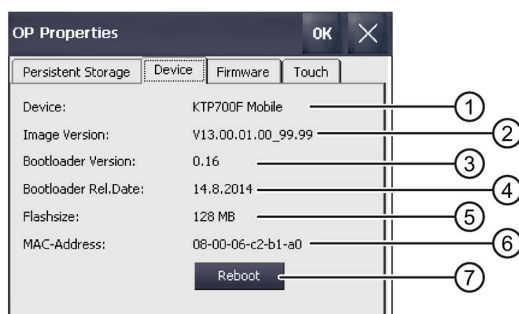 OP Properties OK
Persistent Storage Device Firmware Touch
Device: KTP700F Mobile 1
Image Version: V13.00.01.00_99.99 2
Bootloader Version: 0.16 3
Bootloader Rel.Date: 14.8.2014 4
Flashsize: 128 MB 5
MAC-Address: 08-00-06-c2-b1-a0 6
Reboot 7